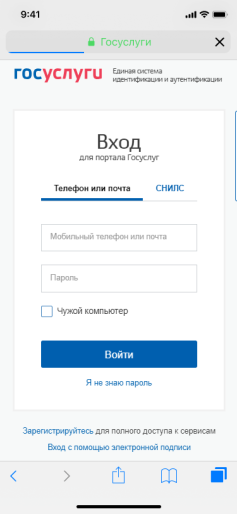 9:41
Госуслуги
госуслуги
Единая система
идентификации и аутентификации
Вход
для портала Госуслуг
Телефон или почта
СНИЛС
Мобильный телефон или почта
Пароль
Чужой компьютер
Войти
Я не знаю пароль
Зарегистрируйтесь для полного доступа к сервисам
Вход с помощью электронной подписи